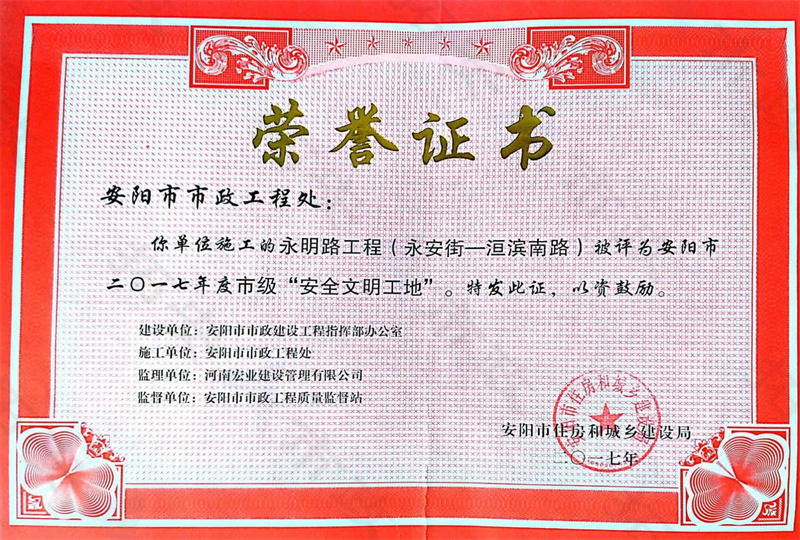 荣誉证书
安阳市市政工程处：
你单位施工的永明路工程（永安街—洹滨南路）被评为安阳市
二〇一七年度市级“安全文明工地”。特发此证，以资鼓励。
建设单位：安阳市市政建设工程指挥部办公室
施工单位：安阳市市政工程处
监理单位：河南宏业建设管理有限公司
监督单位：安阳市市政工程质量监督站
安阳市住房和城乡建设局
二〇一七年